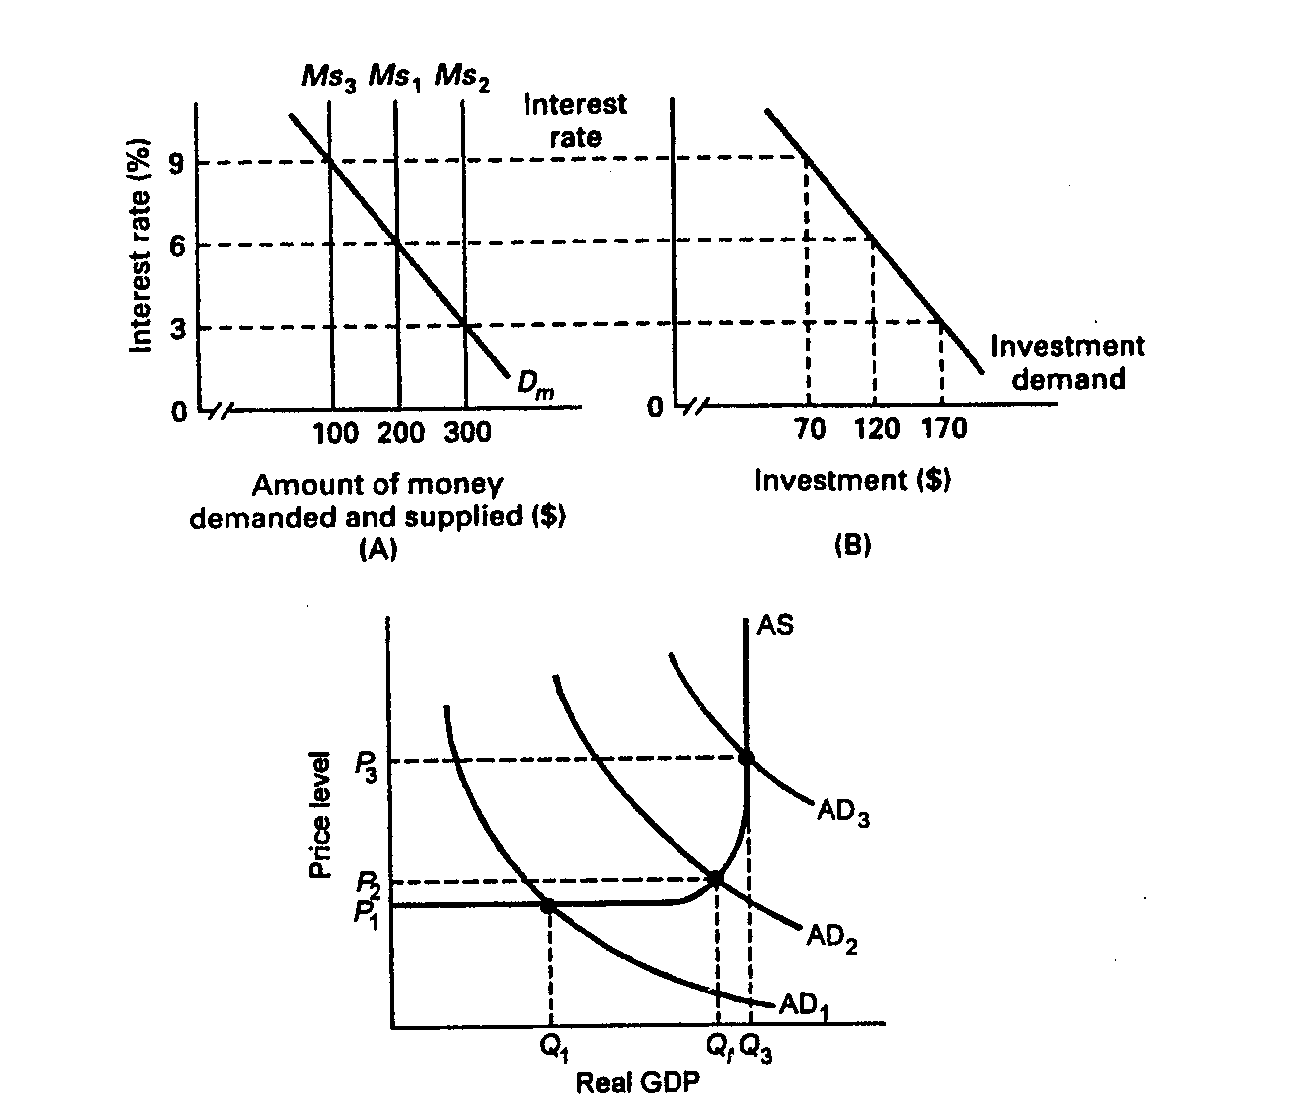 Ms3 Ms1 Ms2
Interest
rate
Interest rate (%)
9
6
3
0
Dm
100 200 300
Amount of money
demanded and supplied ($)
(A)
Investment
demand
0
70 120 170
Investment ($)
(B)
AS
Price level
P3
P2
P1
AD3
AD2
AD1
Q1
Qf Q3
Real GDP